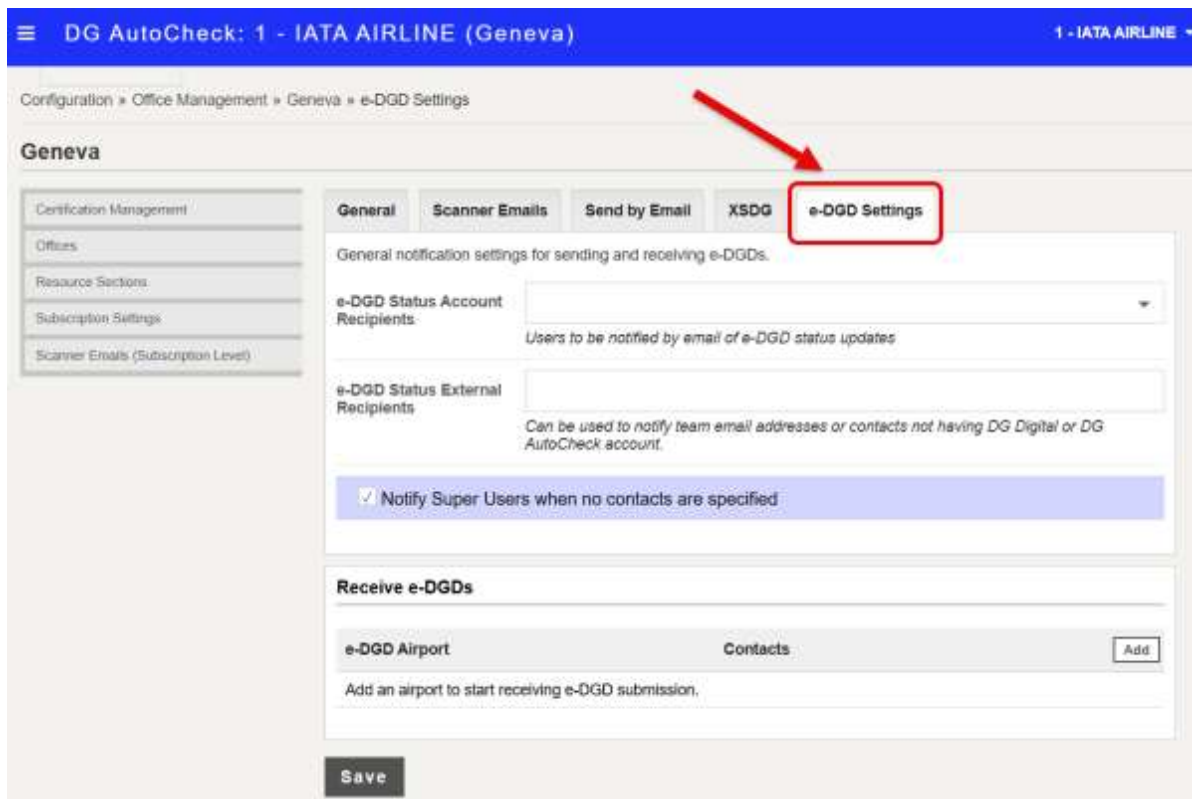 ≡ DG AutoCheck: 1 - IATA AIRLINE (Geneva) 1 - IATA AIRLINE
Configuration » Office Management » Geneva » e-DGD Settings
Geneva
Certification Management
Offices
Resource Sections
Subscription Settings
Scanner Emails (Subscription Level)
General Scanner Emails Send by Email XSDG e-DGD Settings
General notification settings for sending and receiving e-DGDs.
e-DGD Status Account
Recipients
Users to be notified by email of e-DGD status updates
e-DGD Status External
Recipients
Can be used to notify team email addresses or contacts not having DG Digital or DG
AutoCheck account.
Notify Super Users when no contacts are specified
Receive e-DGDs
e-DGD Airport Contacts Add
Add an airport to start receiving e-DGD submission.
Save